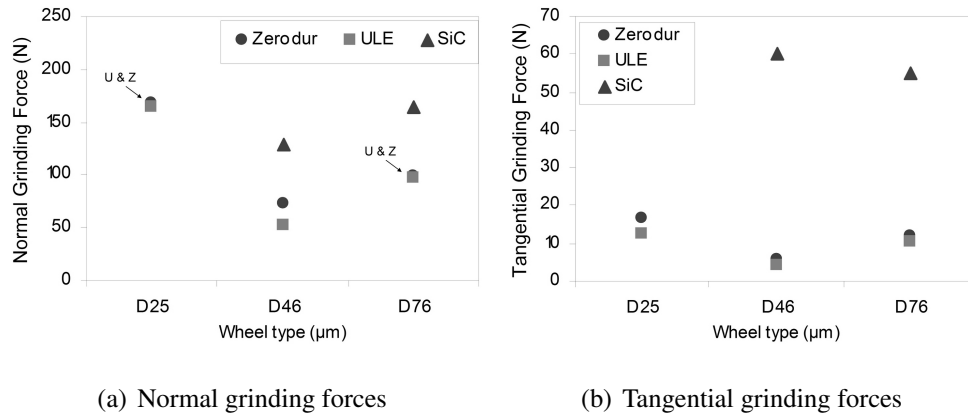 250
200
150
100
50
0
Normal Grinding Force (N)
Zerodur ULE SiC
U & Z
U & Z
D25 D46 D76
Wheel type (µm)
(a) Normal grinding forces
70
60
50
40
30
20
10
0
Tangential Grinding Force (N)
Zerodur
ULE
SiC
D25 D46 D76
Wheel type (µm)
(b) Tangential grinding forces